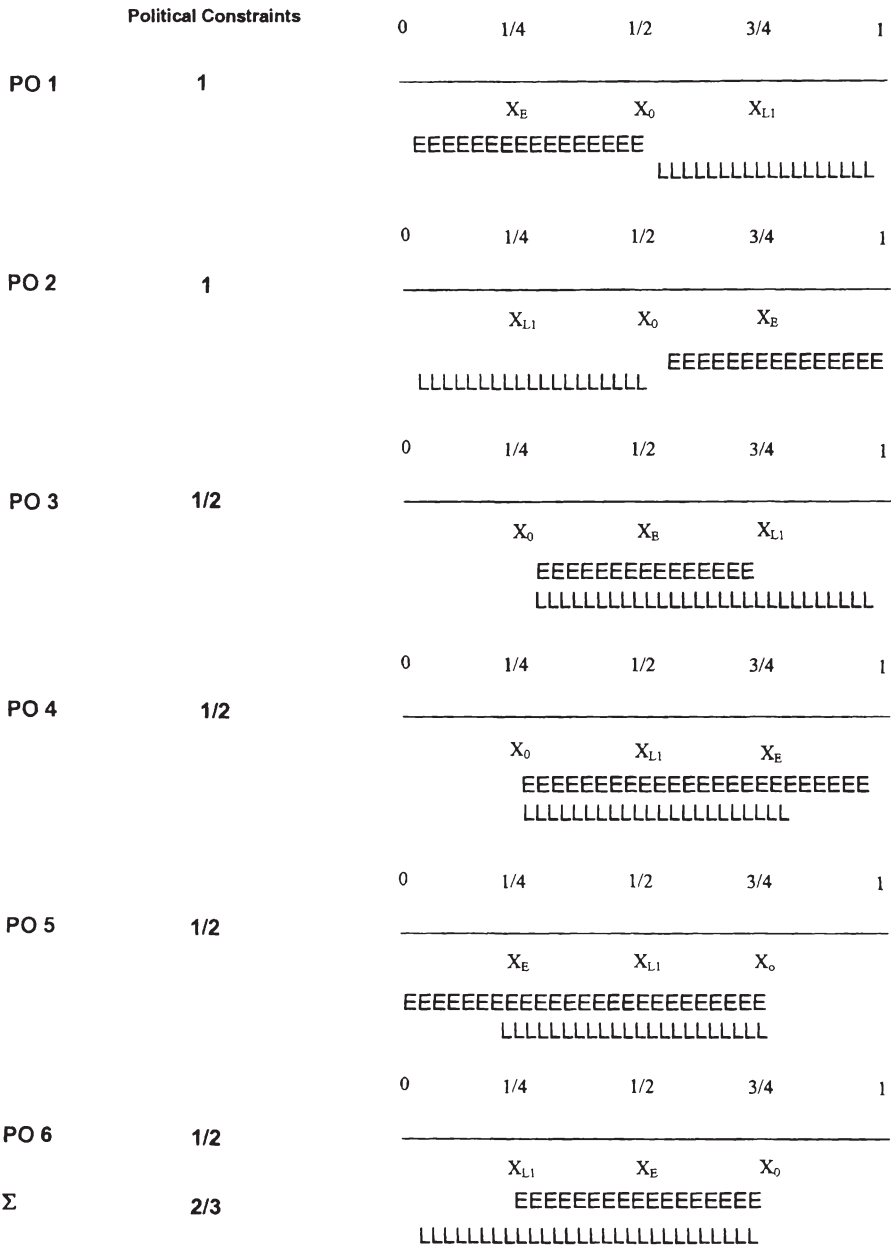 Political Constraints
0 1/4 1/2 3/4 1
PO 1 1
X_E X_0 X_L1
EEEEEEEEEEEEEEEE
LLLLLLLLLLLLLLLLLL
0 1/4 1/2 3/4 1
PO 2 1
X_L1 X_0 X_E
EEEEEEEEEEEEEEE
LLLLLLLLLLLLLLLLLLL
0 1/4 1/2 3/4 1
PO 3 1/2
X_0 X_E X_L1
EEEEEEEEEEEEEEE
LLLLLLLLLLLLLLLLLLLLLLLLLLLL
0 1/4 1/2 3/4 1
PO 4 1/2
X_0 X_L1 X_E
EEEEEEEEEEEEEEEEEEEEEEEE
LLLLLLLLLLLLLLLLLLLLLL
0 1/4 1/2 3/4 1
PO 5 1/2
X_E X_L1 X_o
EEEEEEEEEEEEEEEEEEEEEEEEE
LLLLLLLLLLLLLLLLLLLLLL
0 1/4 1/2 3/4 1
PO 6 1/2
X_L1 X_E X_0
Σ 2/3 EEEEEEEEEEEEEEEEE
LLLLLLLLLLLLLLLLLLLLLLLLLLLL